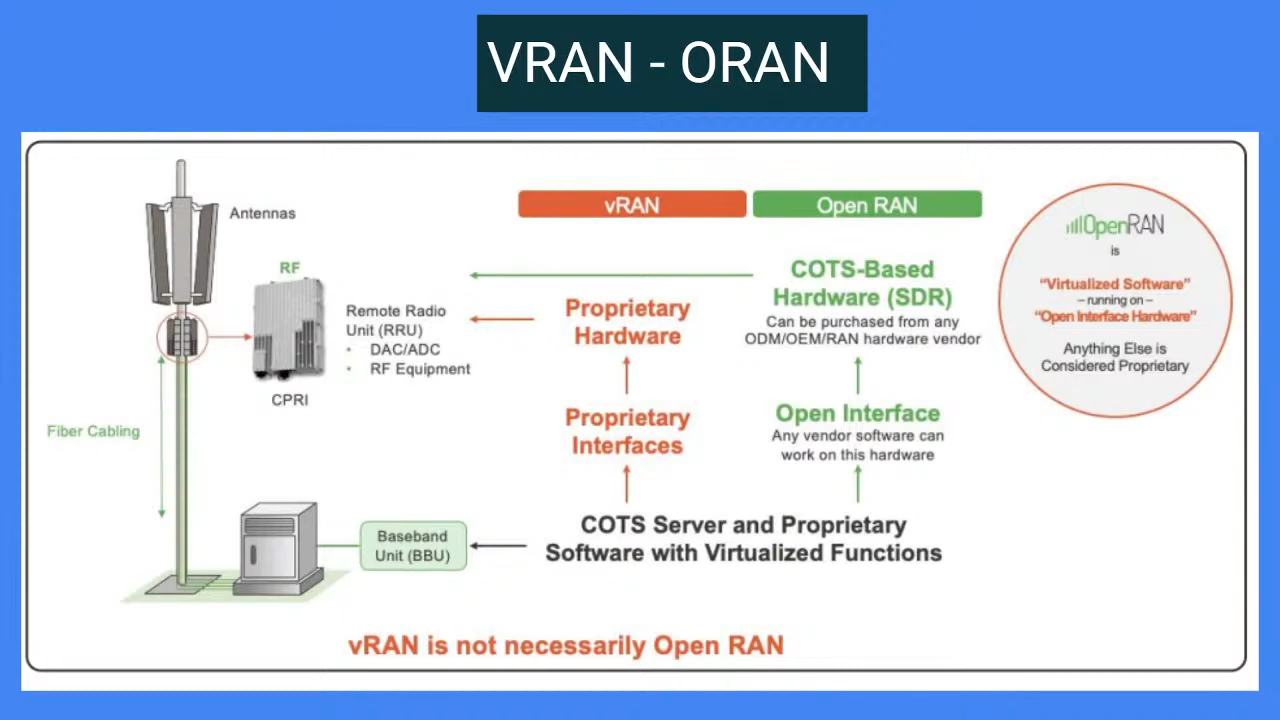 VRAN - ORAN
Antennas
RF
Remote Radio
Unit (RRU)
• DAC/ADC
• RF Equipment
CPRI
Fiber Cabling
Baseband
Unit (BBU)
vRAN
Open RAN
Proprietary
Hardware
COTS-Based
Hardware (SDR)
Can be purchased from any
ODM/OEM/RAN hardware vendor
Proprietary
Interfaces
Open Interface
Any vendor software can
work on this hardware
COTS Server and Proprietary
Software with Virtualized Functions
OpenRAN
is
“Virtualized Software”
– running on –
“Open Interface Hardware”
Anything Else is
Considered Proprietary
vRAN is not necessarily Open RAN